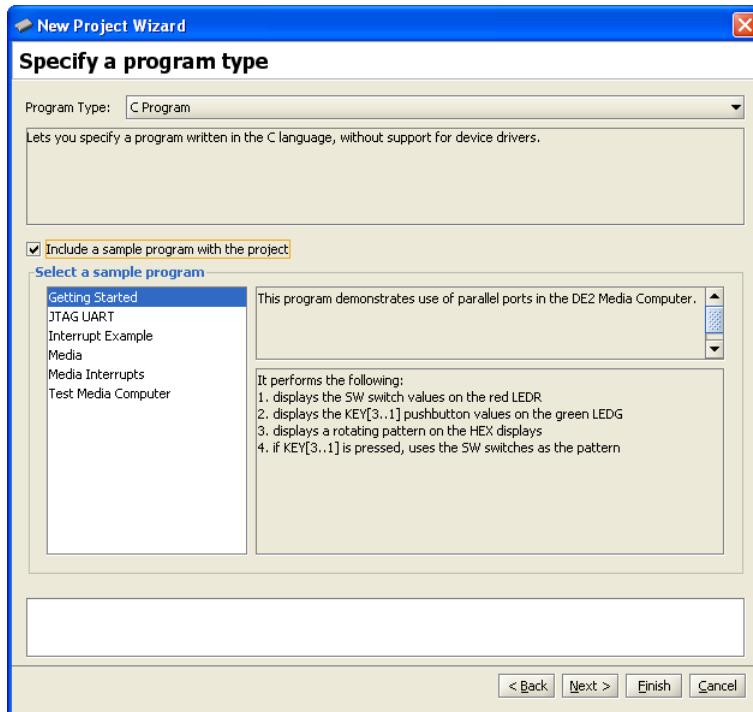 New Project Wizard
Specify a program type
Program Type: C Program
Lets you specify a program written in the C language, without support for device drivers.
Include a sample program with the project
Select a sample program
Getting Started
JTAG UART
Interrupt Example
Media
Media Interrupts
Test Media Computer
This program demonstrates use of parallel ports in the DE2 Media Computer.
It performs the following:
1. displays the SW switch values on the red LEDR
2. displays the KEY[3..1] pushbutton values on the green LEDG
3. displays a rotating pattern on the HEX displays
4. if KEY[3..1] is pressed, uses the SW switches as the pattern
< Back Next > Finish Cancel